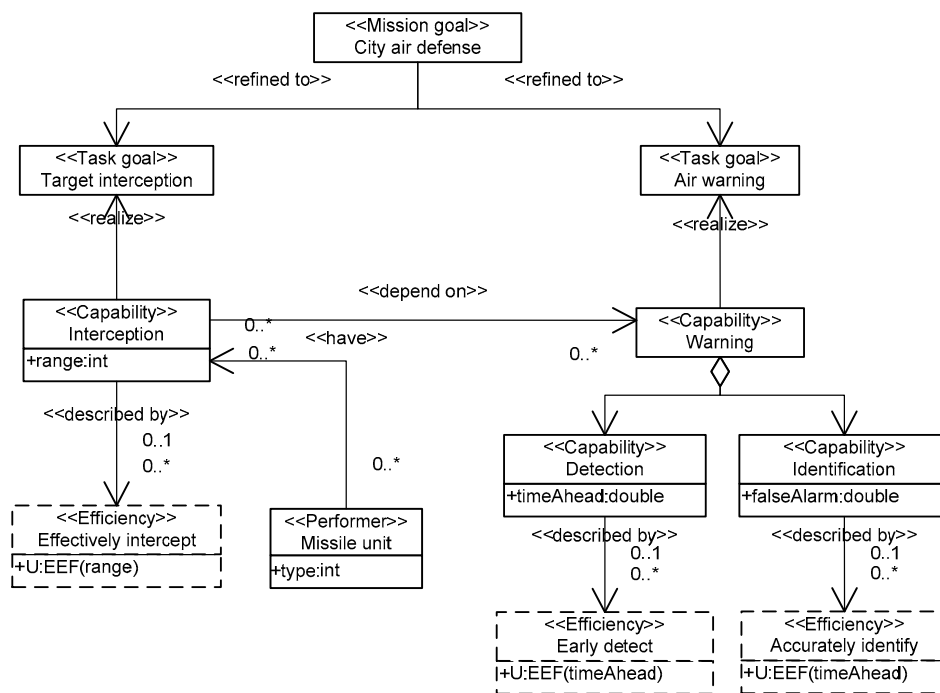 <<Mission goal>>
City air defense
<<refined to>>
<<refined to>>
<<Task goal>>
Target interception
<<Task goal>>
Air warning
<<realize>>
<<realize>>
<<depend on>>
<<Capability>>
Interception
+range:int
0..*
<<have>>
0..*
<<Capability>>
Warning
0..*
<<described by>>
0..1
0..*
0..*
<<Capability>>
Detection
+timeAhead:double
<<Capability>>
Identification
+falseAlarm:double
<<Efficiency>>
Effectively intercept
+U:EEF(range)
<<Performer>>
Missile unit
+type:int
<<described by>>
0..1
0..*
<<described by>>
0..1
0..*
<<Efficiency>>
Early detect
+U:EEF(timeAhead)
<<Efficiency>>
Accurately identify
+U:EEF(timeAhead)